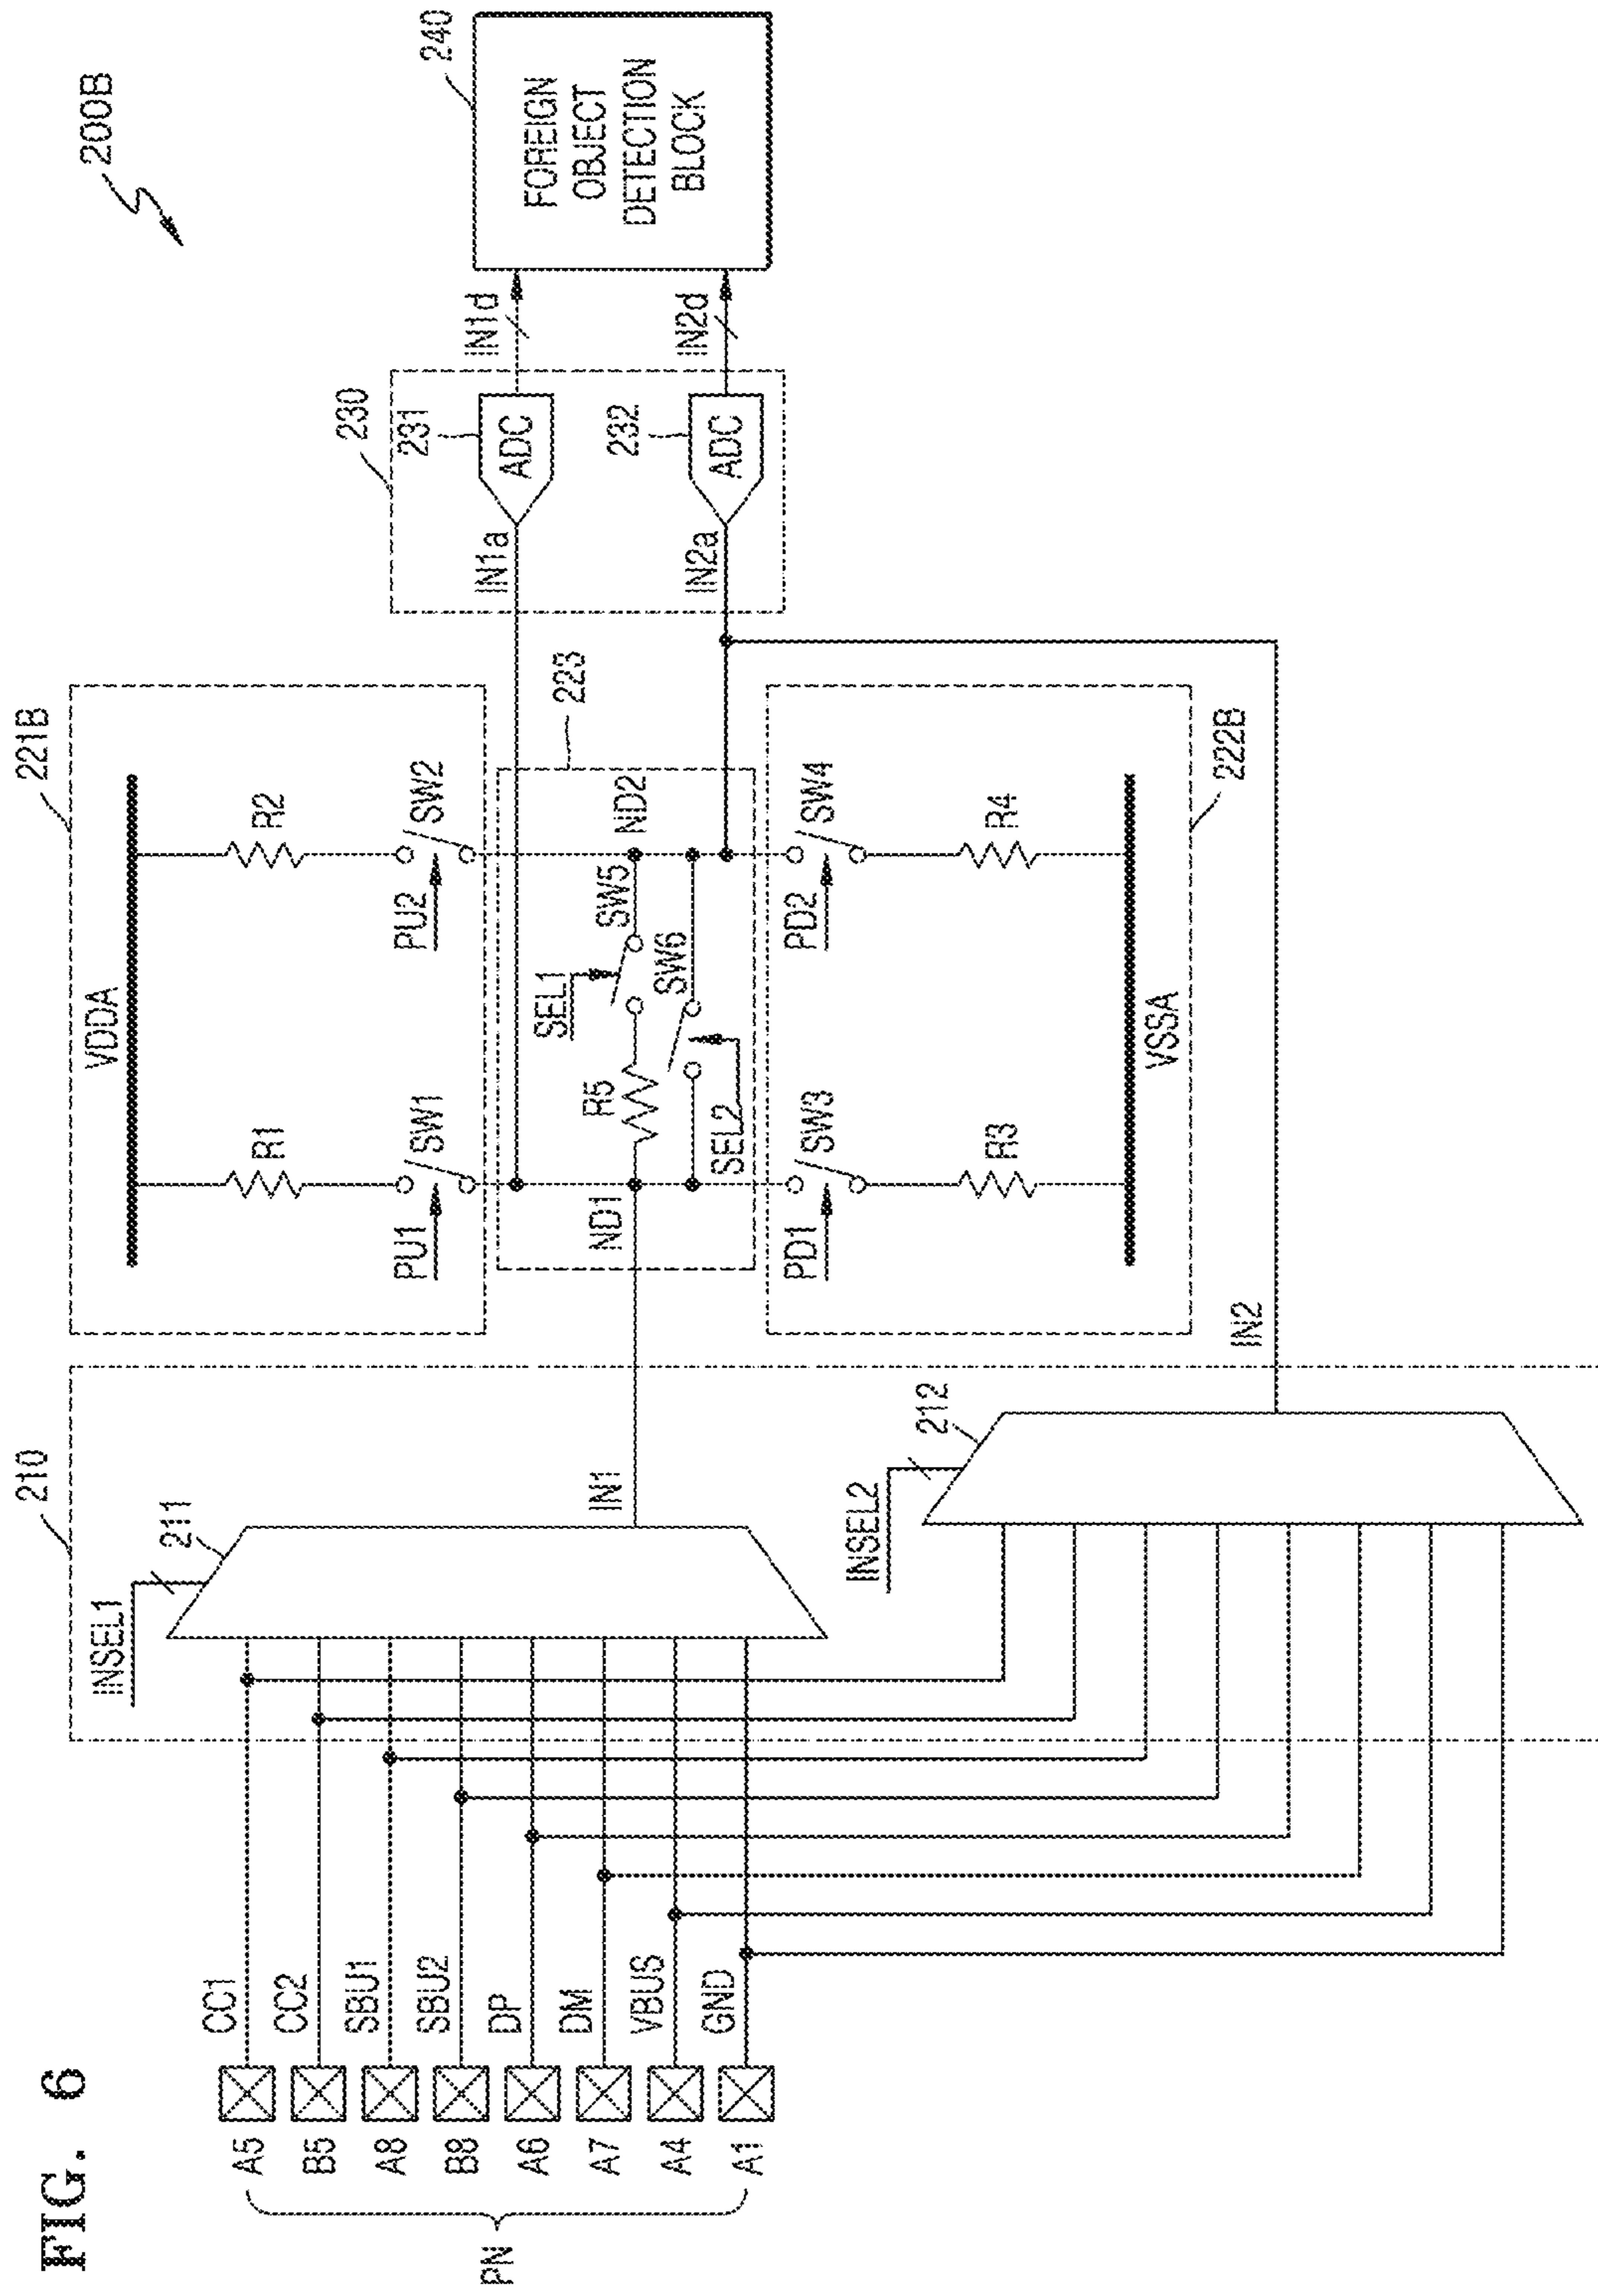 FIG. 6
200B
210
221B
VDDA
R1
R2
PU1
SW1
PU2
SW2
INSEL1
211
IN1
ND1
ND2
223
R5
SEL1
SW5
SW6
SEL2
230
231
ADC
IN1a
IN1d
232
ADC
IN2a
IN2d
240
FOREIGN
OBJECT
DETECTION
BLOCK
PD1
SW3
PD2
SW4
R3
R4
VSSA
222B
INSEL2
212
IN2
PN
A5
CC1
B5
CC2
A8
SBU1
B8
SBU2
A6
DP
A7
DM
A4
VBUS
A1
GND